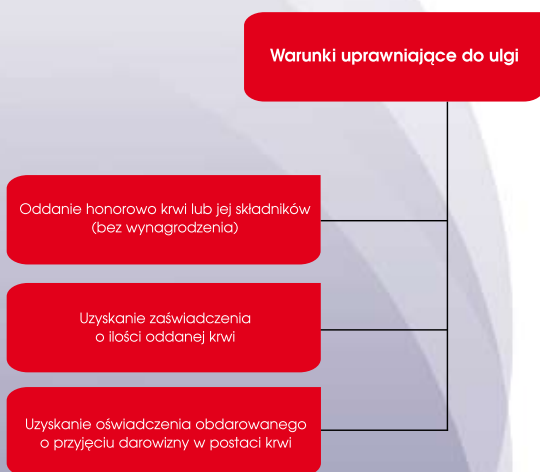 Warunki uprawniające do ulgi
Oddanie honorowo krwi lub jej składników
(bez wynagrodzenia)
Uzyskanie zaświadczenia
o ilości oddanej krwi
Uzyskanie oświadczenia obdarowanego
o przyjęciu darowizny w postaci krwi